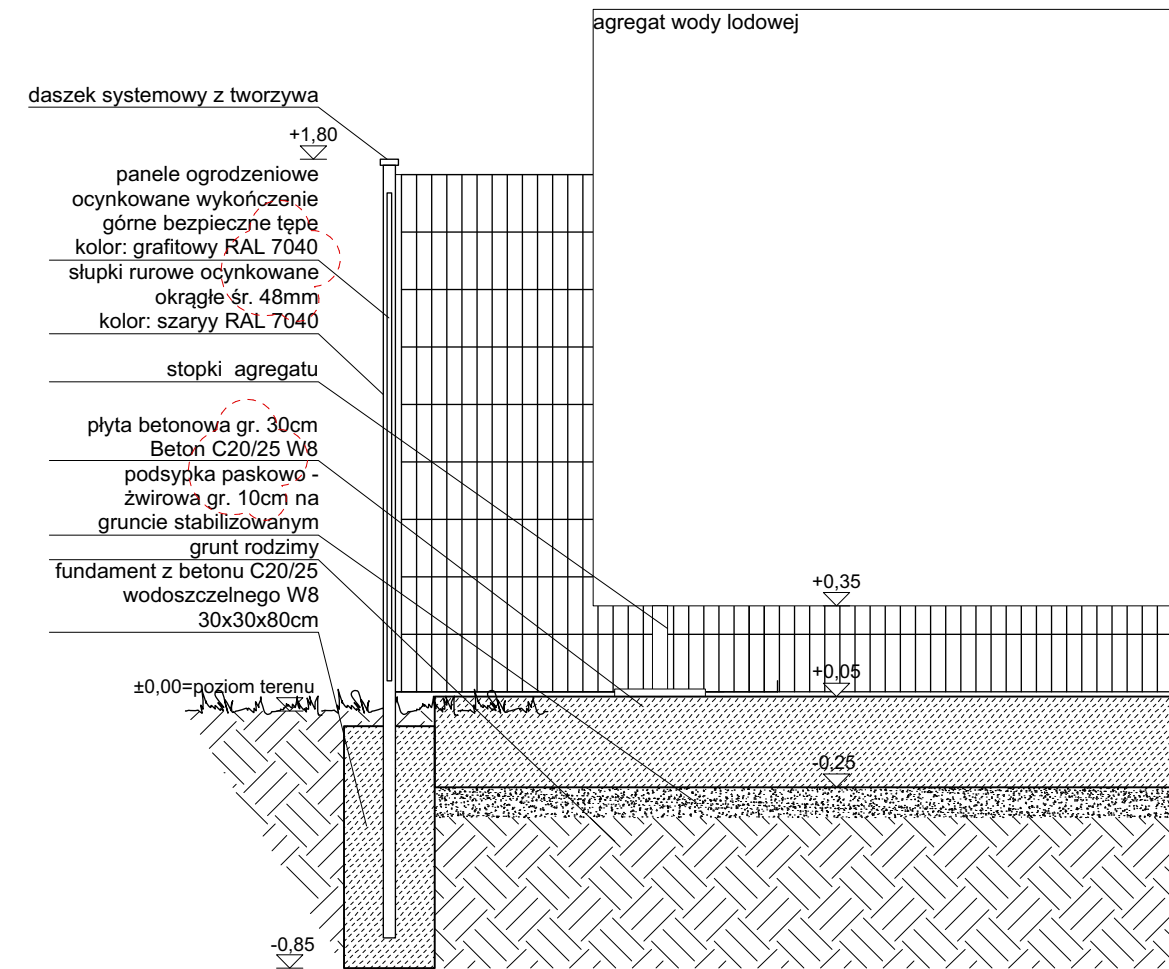 agregat wody lodowej
daszek systemowy z tworzywa
+1,80
panele ogrodzeniowe
ocynkowane wykończenie
górne bezpieczne tępe
kolor: grafitowy RAL 7040
słupki rurowe ocynkowane
okrągłe śr. 48mm
kolor: szaryy RAL 7040
stopki agregatu
płyta betonowa gr. 30cm
Beton C20/25 W8
podsypka paskowo -
żwirowa gr. 10cm na
gruncie stabilizowanym
grunt rodzimy
fundament z betonu C20/25
wodoszczelnego W8
30x30x80cm
+0,35
+0,05
±0,00=poziom terenu
-0,25
-0,85